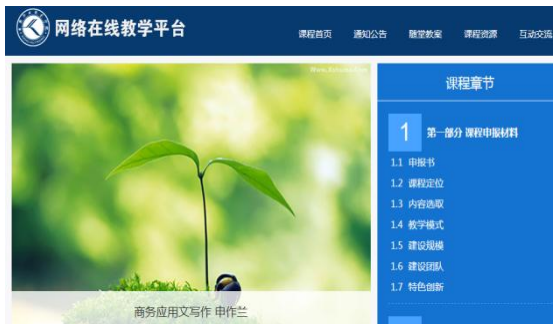 网络在线教学平台
课程首页 通知公告 随堂教案 课程资源 互动交流
课程章节
1 第一部分 课程申报材料
1.1 申报书
1.2 课程定位
1.3 内容选取
1.4 教学模式
1.5 建设规模
1.6 建设团队
1.7 特色创新
商务应用文写作 申作兰